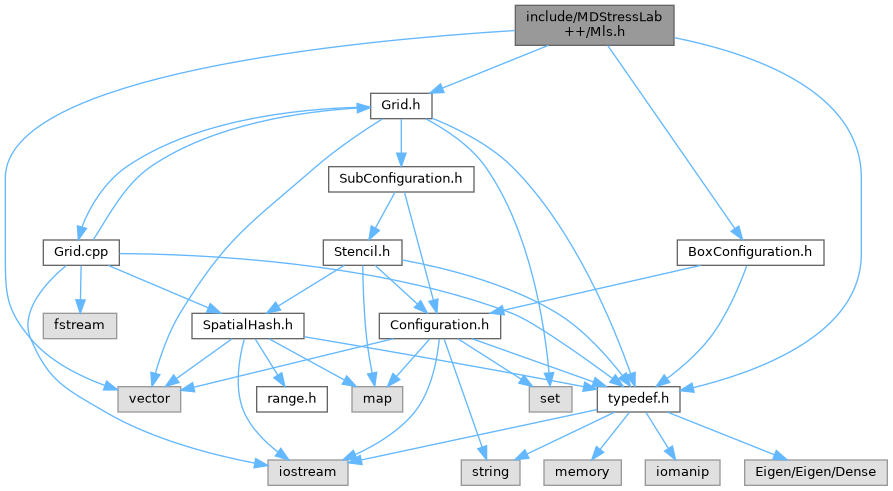 include/MDStressLab
++/Mls.h
Grid.h
SubConfiguration.h
Grid.cpp
Stencil.h
BoxConfiguration.h
fstream
SpatialHash.h
Configuration.h
vector
range.h
map
set
typedef.h
iostream
string
memory
iomanip
Eigen/Eigen/Dense